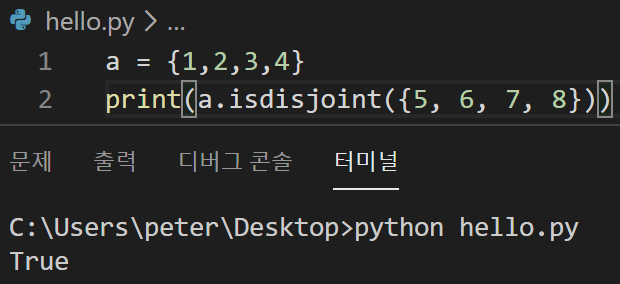 hello.py > ...
1 a = {1,2,3,4}
2 print(a.isdisjoint({5, 6, 7, 8}))
문제 출력 디버그 콘솔 터미널
C:\Users\peter\Desktop>python hello.py
True